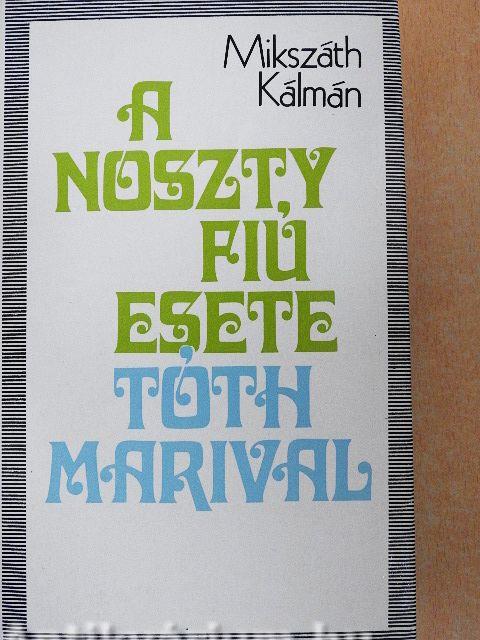 Mikszáth
Kálmán
A
NOSZTY
FIÚ
ESETE
TÓTH
MARIVAL